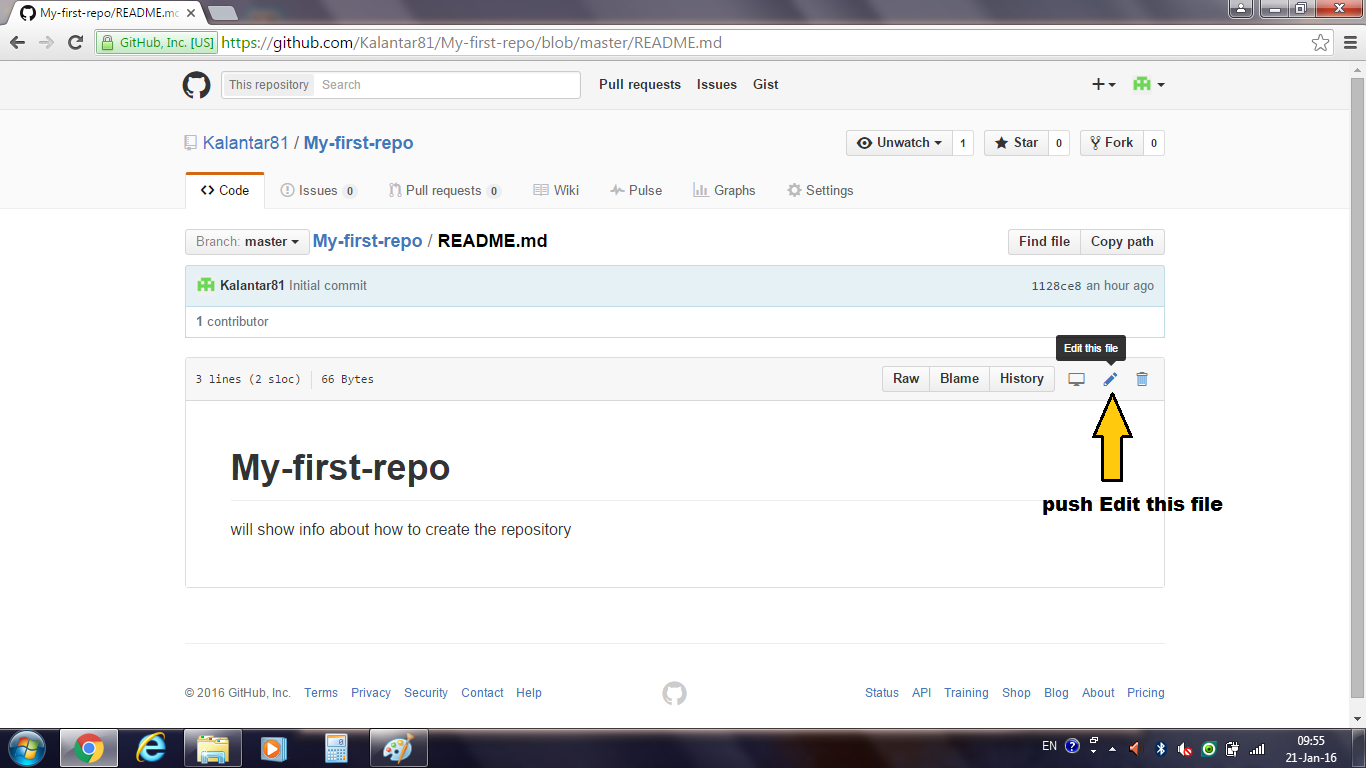 My-first-repo/README.md
GitHub, Inc. [US] https://github.com/Kalantar81/My-first-repo/blob/master/README.md
This repository Search Pull requests Issues Gist
Kalantar81 / My-first-repo Unwatch 1 Star 0 Fork 0
Code Issues 0 Pull requests 0 Wiki Pulse Graphs Settings
Branch: master My-first-repo / README.md Find file Copy path
Kalantar81 Initial commit 1128ce8 an hour ago
1 contributor
Edit this file
3 lines (2 sloc) 66 Bytes Raw Blame History
My-first-repo
push Edit this file
will show info about how to create the repository
© 2016 GitHub, Inc. Terms Privacy Security Contact Help Status API Training Shop Blog About Pricing
EN 09:55
21-Jan-16